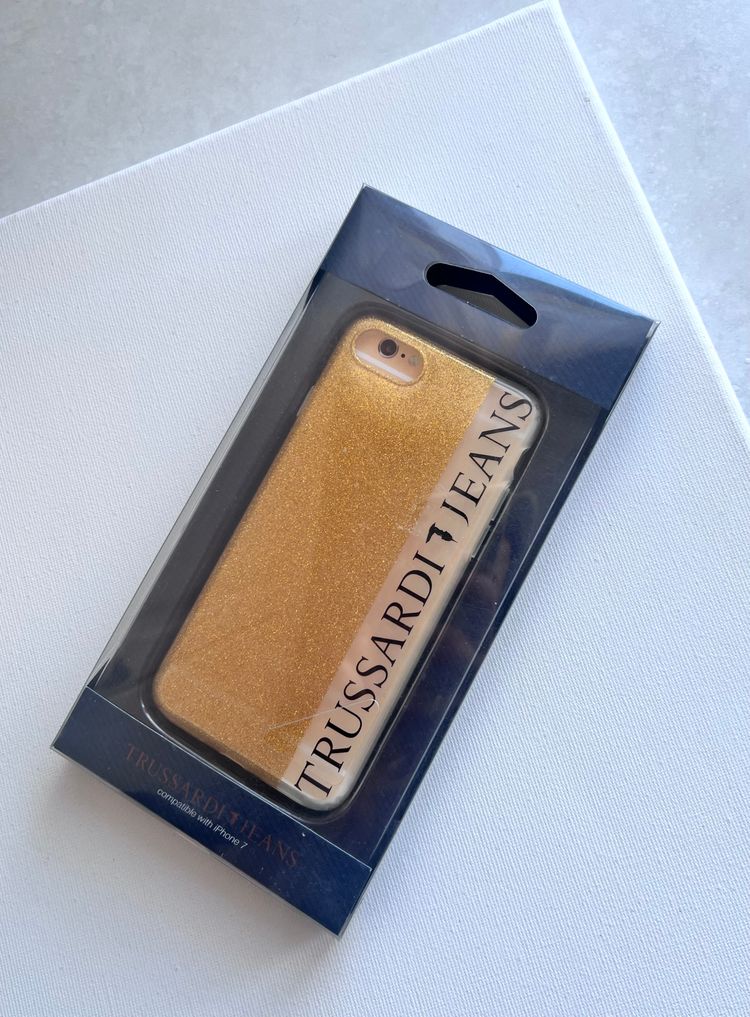 TRUSSARDI JEANS
TRUSSARDI JEANS
compatible with iPhone 7